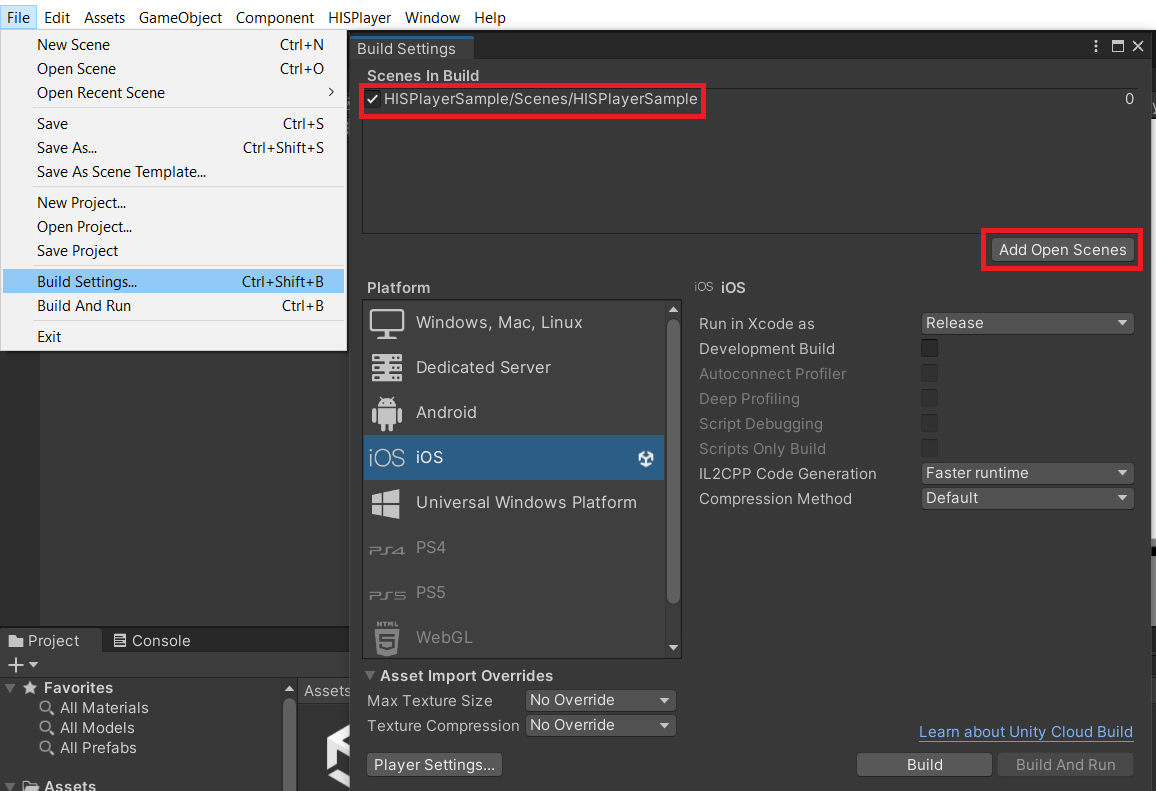 File Edit Assets GameObject Component HISPlayer Window Help
New Scene Ctrl+N
Open Scene Ctrl+O
Open Recent Scene
Save Ctrl+S
Save As... Ctrl+Shift+S
Save As Scene Template...
New Project...
Open Project...
Save Project
Build Settings... Ctrl+Shift+B
Build And Run Ctrl+B
Exit
Build Settings
Scenes In Build
HISPlayerSample/Scenes/HISPlayerSample 0
Add Open Scenes
Platform
Windows, Mac, Linux
Dedicated Server
Android
iOS iOS
Universal Windows Platform
PS4 PS4
PS5 PS5
HTML
5
WebGL
iOS iOS
Run in Xcode as Release
Development Build
Autoconnect Profiler
Deep Profiling
Script Debugging
Scripts Only Build
IL2CPP Code Generation Faster runtime
Compression Method Default
Asset Import Overrides
Max Texture Size No Override
Texture Compression No Override
Learn about Unity Cloud Build
Player Settings... Build Build And Run
Project Console
Favorites
All Materials
All Models
All Prefabs
Assets
Assets